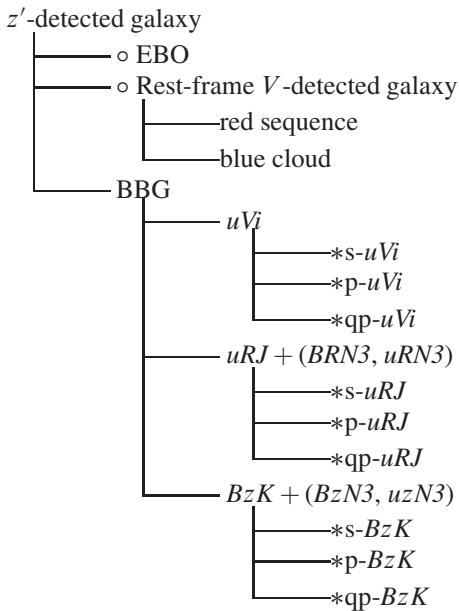 z′-detected galaxy
○ EBO
○ Rest-frame V-detected galaxy
red sequence
blue cloud
BBG
uVi
∗s-uVi
∗p-uVi
∗qp-uVi
uRJ + (BRN3, uRN3)
∗s-uRJ
∗p-uRJ
∗qp-uRJ
BzK + (BzN3, uzN3)
∗s-BzK
∗p-BzK
∗qp-BzK